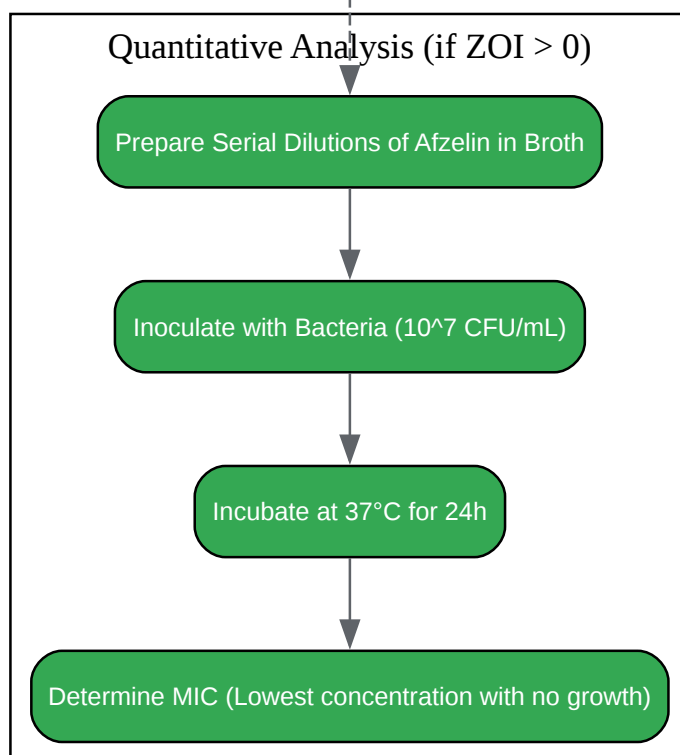 Quantitative Analysis (if ZOI > 0)
Prepare Serial Dilutions of Afzelin in Broth
Inoculate with Bacteria (10^7 CFU/mL)
Incubate at 37°C for 24h
Determine MIC (Lowest concentration with no growth)